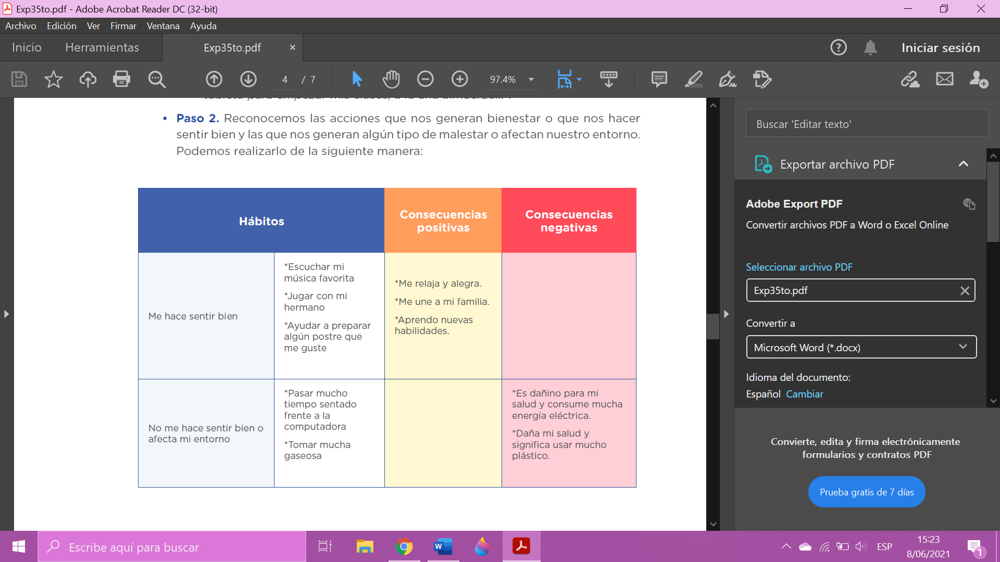 Exp35to.pdf - Adobe Acrobat Reader DC (32-bit)
Archivo Edición Ver Firmar Ventana Ayuda
Inicio Herramientas Exp35to.pdf Iniciar sesión
4 / 7 97.4%
tableta para empezar mis clases, a la una almuerzo...".
• Paso 2. Reconocemos las acciones que nos generan bienestar o que nos hacer
sentir bien y las que nos generan algún tipo de malestar o afectan nuestro entorno.
Podemos realizarlo de la siguiente manera:
Hábitos
Consecuencias
positivas
Consecuencias
negativas
Me hace sentir bien
*Escuchar mi
música favorita
*Jugar con mi
hermano
*Ayudar a preparar
algún postre que
me guste
*Me relaja y alegra.
*Me une a mi familia.
*Aprendo nuevas
habilidades.
No me hace sentir bien o
afecta mi entorno
*Pasar mucho
tiempo sentado
frente a la
computadora
*Tomar mucha
gaseosa
*Es dañino para mi
salud y consume mucha
energía eléctrica.
*Daña mi salud y
significa usar mucho
plástico.
Buscar 'Editar texto'
Exportar archivo PDF
Adobe Export PDF
Convertir archivos PDF a Word o Excel Online
Seleccionar archivo PDF
Exp35to.pdf
Convertir a
Microsoft Word (*.docx)
Idioma del documento:
Español Cambiar
Convierte, edita y firma electrónicamente
formularios y contratos PDF
Prueba gratis de 7 días
Escribe aquí para buscar
W
ESP
15:23
8/06/2021
1